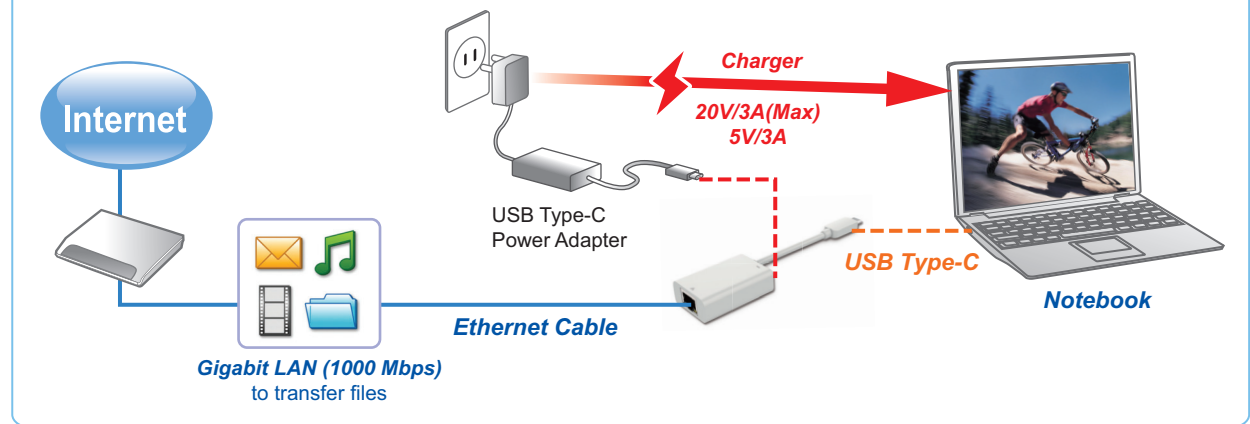 Internet
Charger
20V/3A(Max)
5V/3A
USB Type-C
Power Adapter
USB Type-C
Notebook
Ethernet Cable
Gigabit LAN (1000 Mbps)
to transfer files